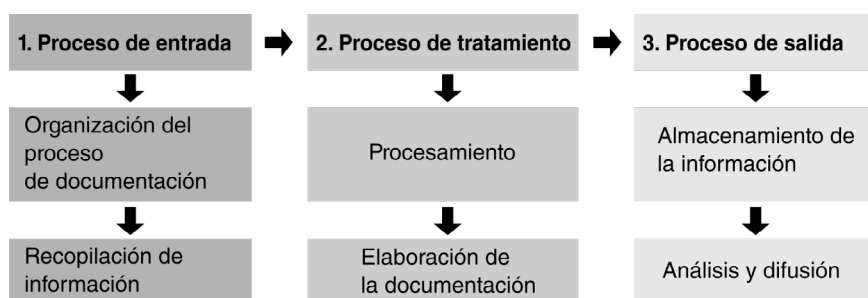 1. Proceso de entrada
2. Proceso de tratamiento
3. Proceso de salida
Organización del
proceso
de documentación
Procesamiento
Almacenamiento de
la información
Recopilación de
información
Elaboración de
la documentación
Análisis y difusión